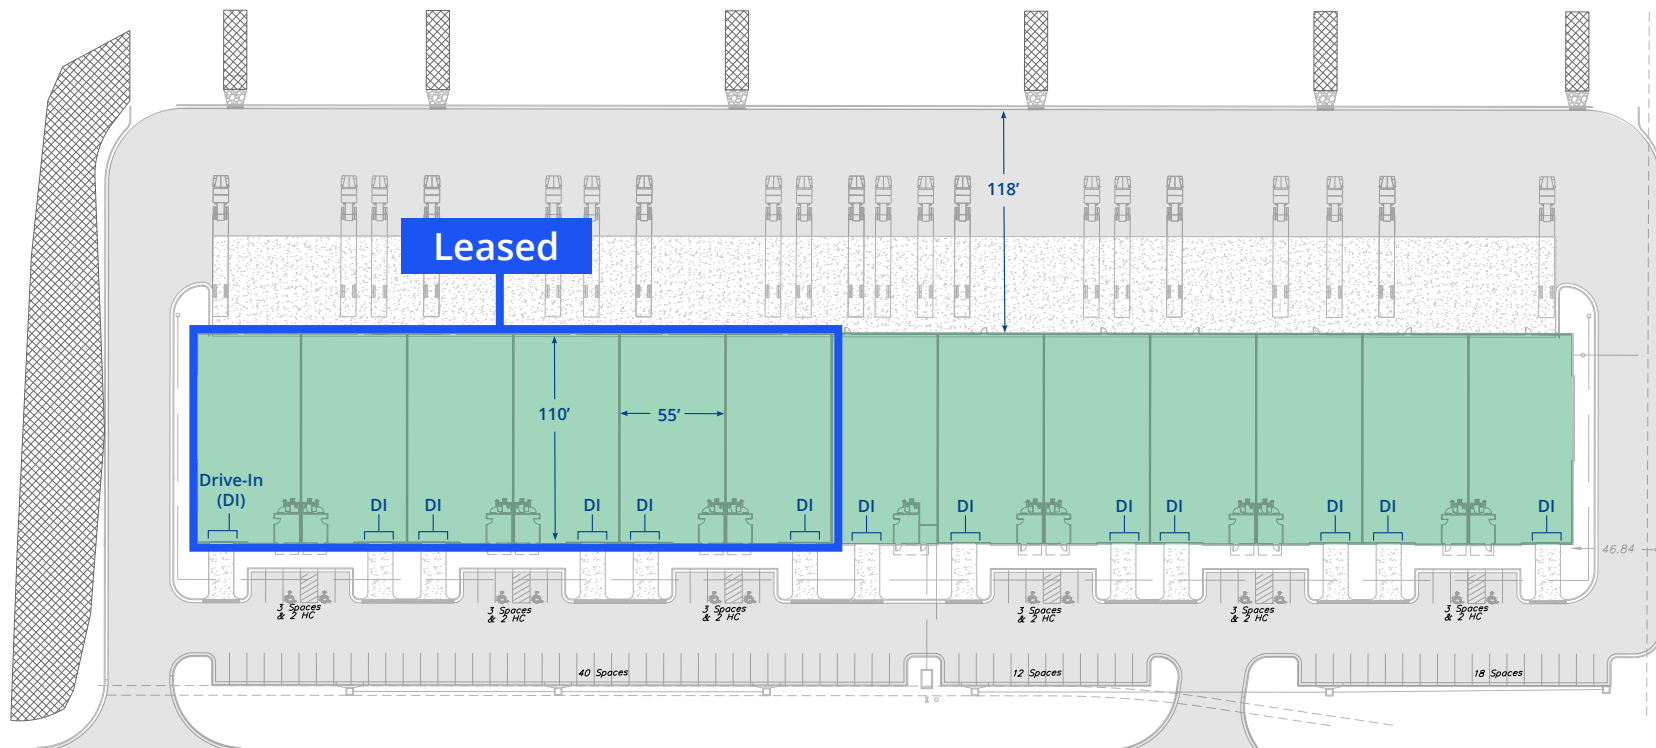 118’
Leased
110’
55’
Drive-In
(DI)
DI
DI
DI
DI
DI
DI
DI
DI
DI
DI
DI
DI
46.84
3 Spaces
& 2 HC
3 Spaces
& 2 HC
3 Spaces
& 2 HC
3 Spaces
& 2 HC
3 Spaces
& 2 HC
3 Spaces
& 2 HC
40 Spaces
12 Spaces
18 Spaces